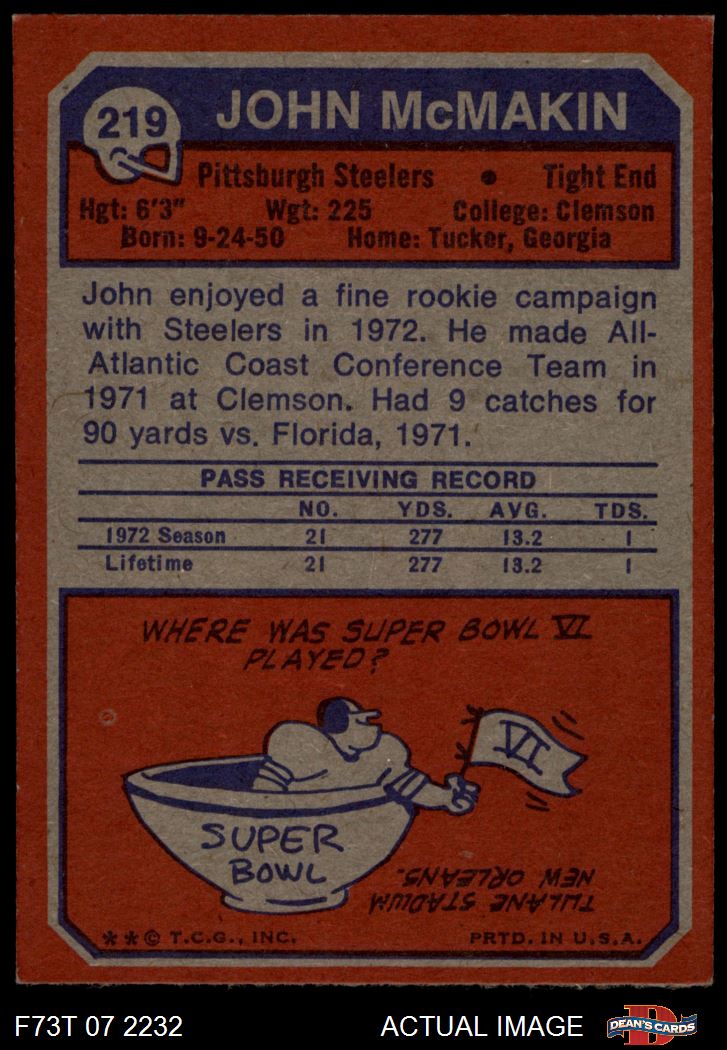 219
JOHN McMAKIN
Pittsburgh Steelers • Tight End
Hgt: 6'3" Wgt: 225 College: Clemson
Born: 9-24-50 Home: Tucker, Georgia
John enjoyed a fine rookie campaign
with Steelers in 1972. He made All-
Atlantic Coast Conference Team in
1971 at Clemson. Had 9 catches for
90 yards vs. Florida, 1971.
PASS RECEIVING RECORD
NO. YDS. AVG. TDS.
1972 Season 21 277 13.2 1
Lifetime 21 277 13.2 1
WHERE WAS SUPER BOWL VI
PLAYED?
VI
SUPER
BOWL
TULANE STADIUM
NEW ORLEANS.
** © T.C.G., INC. PRTD. IN U.S.A.
F73T 07 2232 ACTUAL IMAGE
D
DEAN'S CARDS